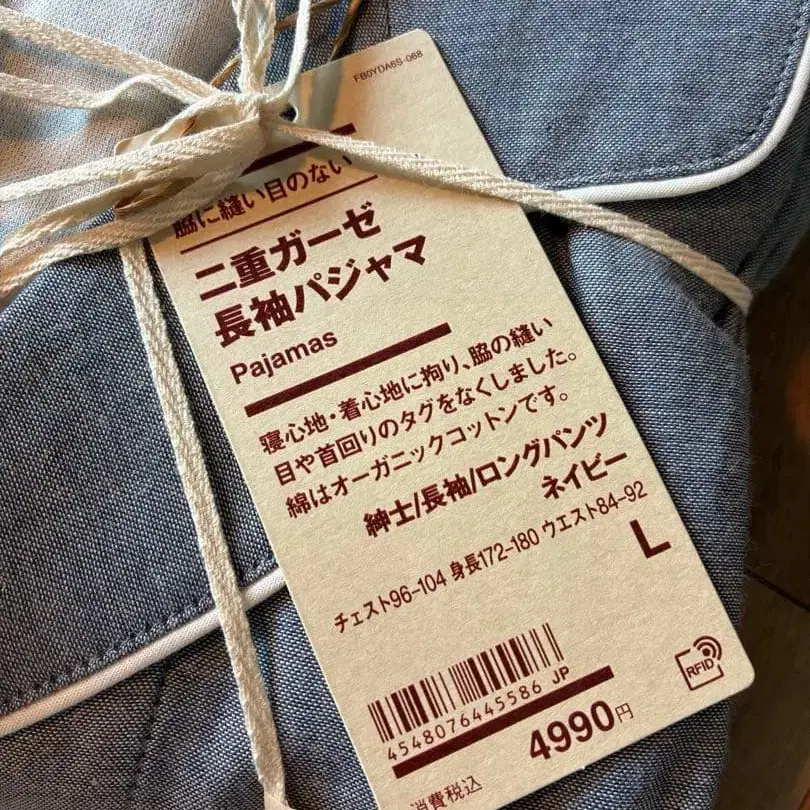 FB0YDA6S-068
脇に縫い目のない
二重ガーゼ
長袖パジャマ
Pajamas
寝心地・着心地に拘り、脇の縫い
目や首回りのタグをなくしました。
綿はオーガニックコットンです。
紳士/長袖/ロングパンツ
ネイビー
チェスト96-104 身長172-180 ウエスト84-92
L
4548076445586 JP
RFID
4990円
消費税込